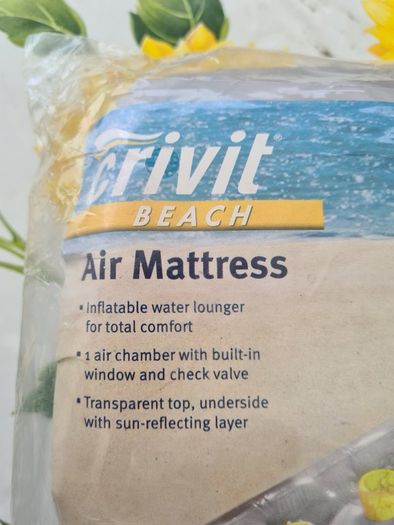 crivit®
BEACH
Air Mattress
▪ Inflatable water lounger
for total comfort
▪ 1 air chamber with built-in
window and check valve
▪ Transparent top, underside
with sun-reflecting layer